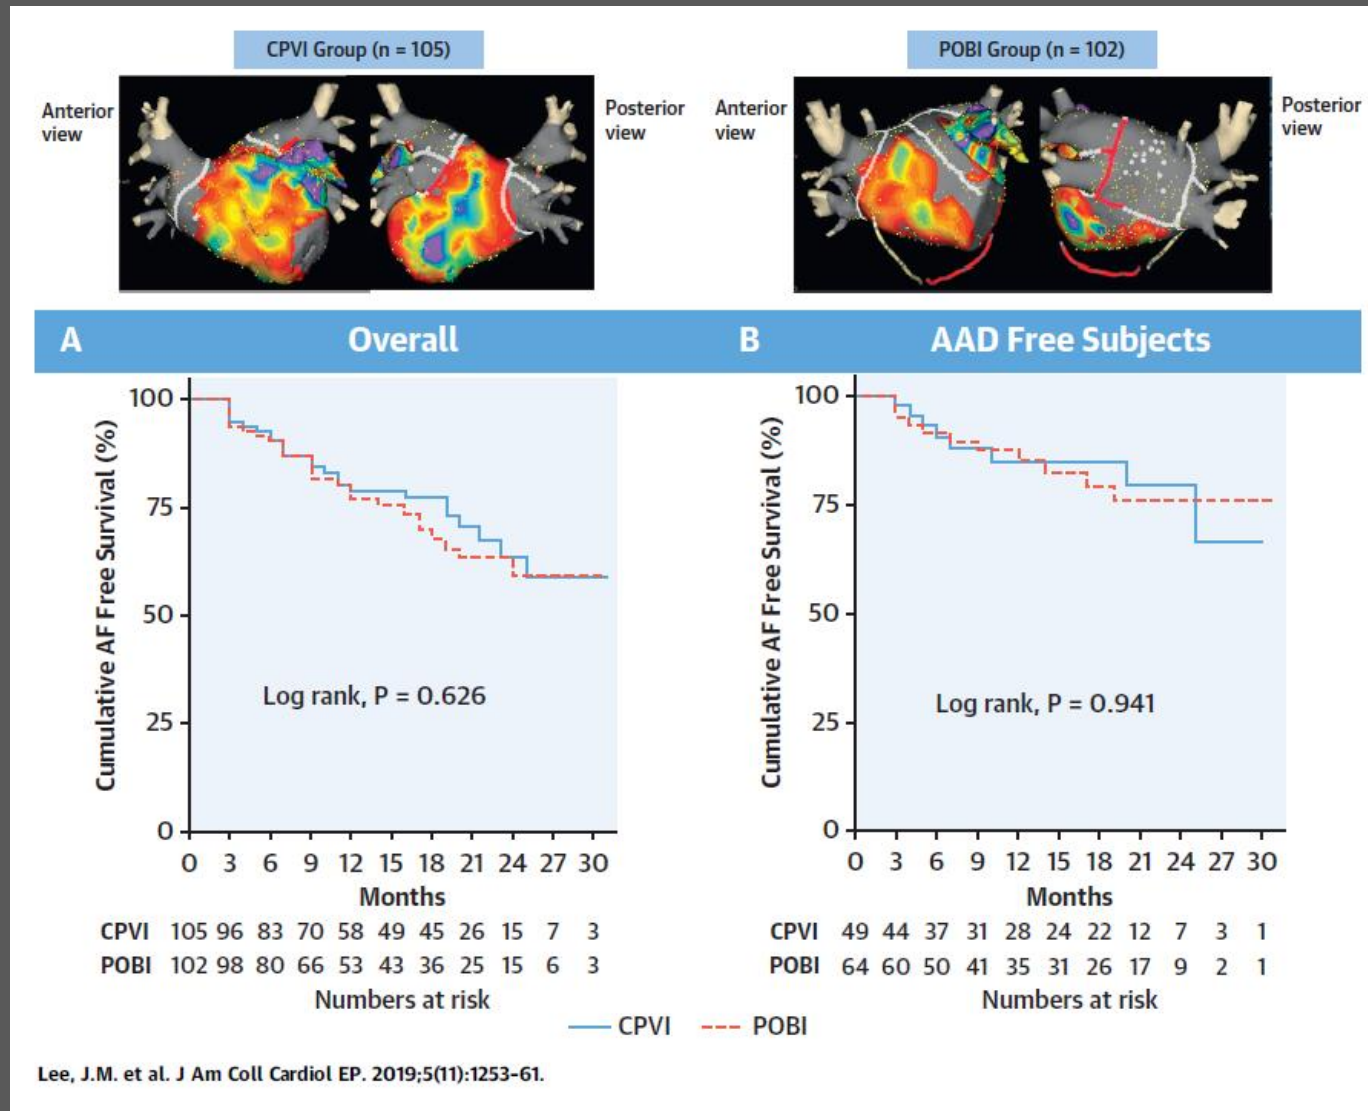 CPVI Group (n = 105)
POBI Group (n = 102)
Anterior view
Posterior view
Anterior view
Posterior view
A Overall
B AAD Free Subjects
Cumulative AF Free Survival (%)
100
75
50
25
0
Log rank, P = 0.626
0 3 6 9 12 15 18 21 24 27 30
Months
CPVI 105 96 83 70 58 49 45 26 15 7 3
POBI 102 98 80 66 53 43 36 25 15 6 3
Numbers at risk
Cumulative AF Free Survival (%)
100
75
50
25
0
Log rank, P = 0.941
0 3 6 9 12 15 18 21 24 27 30
Months
CPVI 49 44 37 31 28 24 22 12 7 3 1
POBI 64 60 50 41 35 31 26 17 9 2 1
Numbers at risk
CPVI POBI
Lee, J.M. et al. J Am Coll Cardiol EP. 2019;5(11):1253–61.